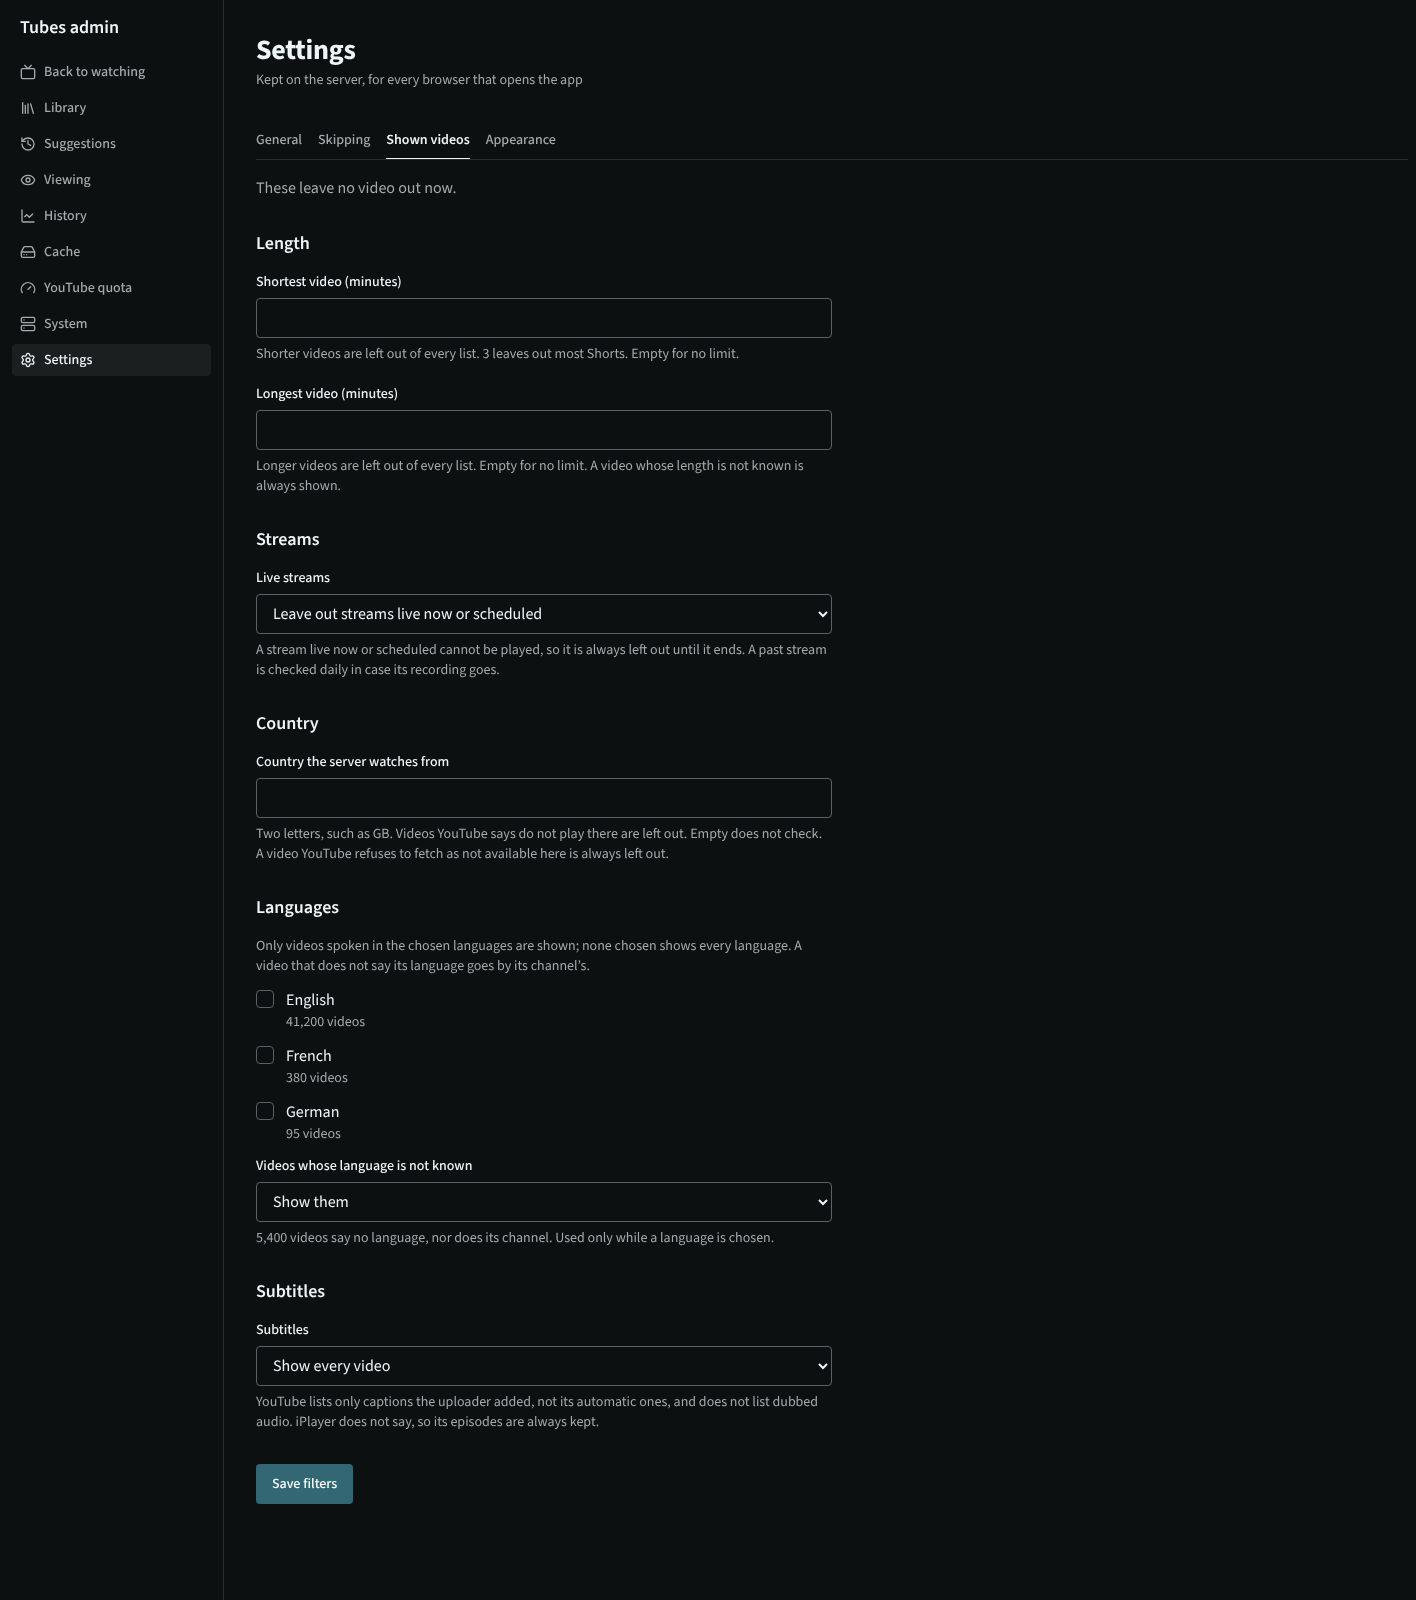 Tubes admin
Back to watching
Library
Suggestions
Viewing
History
Cache
YouTube quota
System
Settings
Settings
Kept on the server, for every browser that opens the app
General
Skipping
Shown videos
Appearance
These leave no video out now.
Length
Shortest video (minutes)
Shorter videos are left out of every list. 3 leaves out most Shorts. Empty for no limit.
Longest video (minutes)
Longer videos are left out of every list. Empty for no limit. A video whose length is not known is
always shown.
Streams
Live streams
Leave out streams live now or scheduled
A stream live now or scheduled cannot be played, so it is always left out until it ends. A past stream
is checked daily in case its recording goes.
Country
Country the server watches from
Two letters, such as GB. Videos YouTube says do not play there are left out. Empty does not check.
A video YouTube refuses to fetch as not available here is always left out.
Languages
Only videos spoken in the chosen languages are shown; none chosen shows every language. A
video that does not say its language goes by its channel's.
English
41,200 videos
French
380 videos
German
95 videos
Videos whose language is not known
Show them
5,400 videos say no language, nor does its channel. Used only while a language is chosen.
Subtitles
Subtitles
Show every video
YouTube lists only captions the uploader added, not its automatic ones, and does not list dubbed
audio. iPlayer does not say, so its episodes are always kept.
Save filters